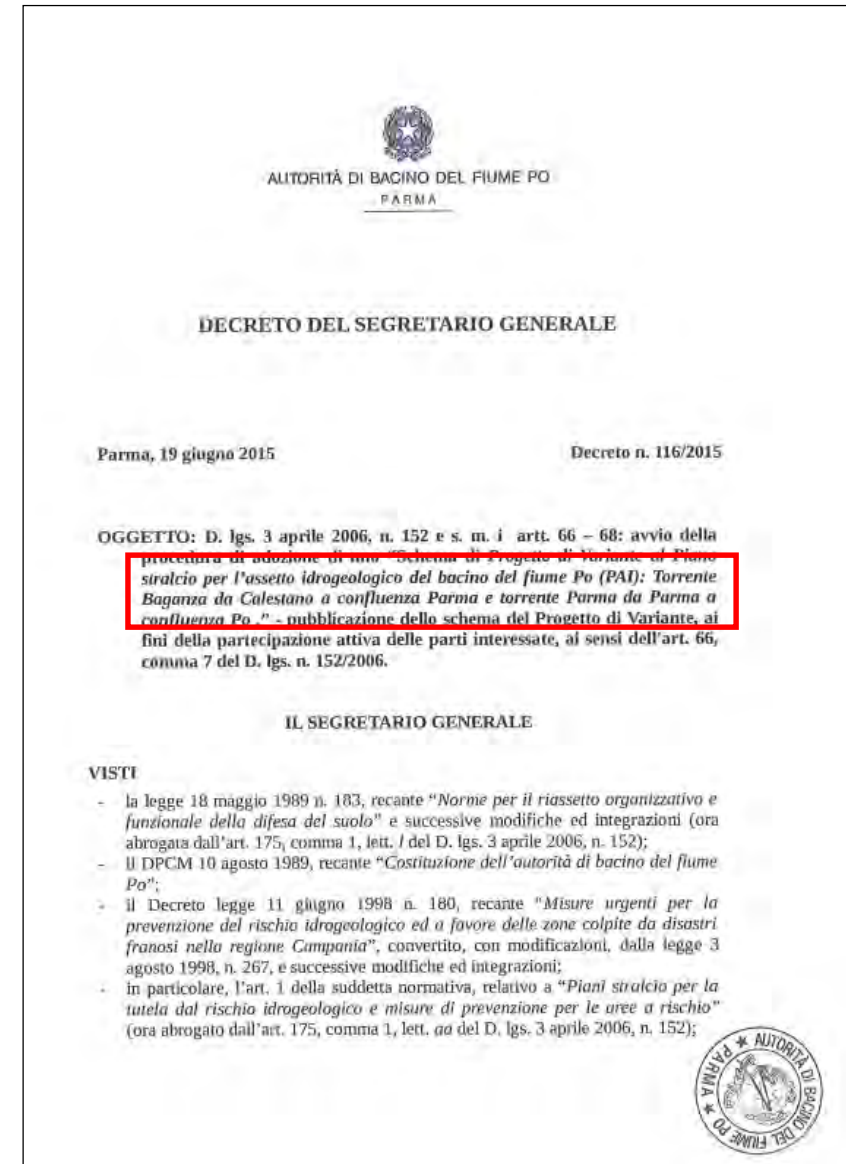 AUTORITÀ DI BACINO DEL FIUME PO
PARMA
DECRETO DEL SEGRETARIO GENERALE
Parma, 19 giugno 2015 Decreto n. 116/2015
OGGETTO: D. lgs. 3 aprile 2006, n. 152 e s. m. i artt. 66 – 68: avvio della
procedura di adozione di uno “Schema di Progetto di Variante al Piano
stralcio per l’assetto idrogeologico del bacino del fiume Po (PAI): Torrente
Baganza da Calestano a confluenza Parma e torrente Parma da Parma a
confluenza Po .” - pubblicazione dello schema del Progetto di Variante, ai
fini della partecipazione attiva delle parti interessate, ai sensi dell’art. 66,
comma 7 del D. lgs. n. 152/2006.
IL SEGRETARIO GENERALE
VISTI
- la legge 18 maggio 1989 n. 183, recante “Norme per il riassetto organizzativo e
funzionale della difesa del suolo” e successive modifiche ed integrazioni (ora
abrogata dall’art. 175, comma 1, lett. l del D. lgs. 3 aprile 2006, n. 152);
- il DPCM 10 agosto 1989, recante “Costituzione dell’autorità di bacino del fiume
Po”;
- il Decreto legge 11 giugno 1998 n. 180, recante “Misure urgenti per la
prevenzione del rischio idrogeologico ed a favore delle zone colpite da disastri
franosi nella regione Campania”, convertito, con modificazioni, dalla legge 3
agosto 1998, n. 267, e successive modifiche ed integrazioni;
- in particolare, l’art. 1 della suddetta normativa, relativo a “Piani stralcio per la
tutela dal rischio idrogeologico e misure di prevenzione per le aree a rischio”
(ora abrogato dall’art. 175, comma 1, lett. aa del D. lgs. 3 aprile 2006, n. 152);
AUTORITÀ DI BACINO DEL FIUME PO * PARMA *